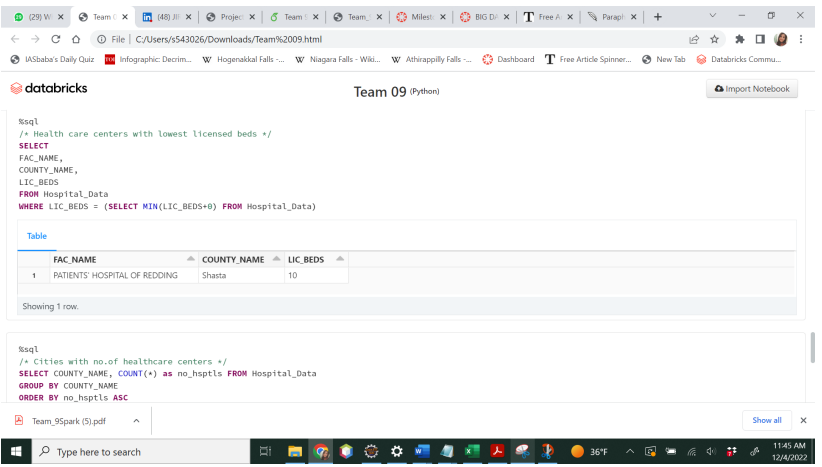 (29) W
Team 0
(48) Jif
Project
Team
Team_
Milest
BIG DA
Free A
Paraph
File | C:/Users/s543026/Downloads/Team%2009.html
IASbaba's Daily Quiz
TOI
Infographic: Decrim...
W Hogenakkal Falls -...
W Niagara Falls - Wiki...
W Athirappilly Falls -...
Dashboard
T Free Article Spinner...
New Tab
Databricks Commu...
databricks
Team 09 (Python)
Import Notebook
%sql
/* Health care centers with lowest licensed beds */
SELECT
FAC_NAME,
COUNTY_NAME,
LIC_BEDS
FROM Hospital_Data
WHERE LIC_BEDS = (SELECT MIN(LIC_BEDS+0) FROM Hospital_Data)
Table
FAC_NAME COUNTY_NAME LIC_BEDS
1 PATIENTS' HOSPITAL OF REDDING Shasta 10
Showing 1 row.
%sql
/* Cities with no.of healthcare centers */
SELECT COUNTY_NAME, COUNT(*) as no_hsptls FROM Hospital_Data
GROUP BY COUNTY_NAME
ORDER BY no_hsptls ASC
Team_9Spark (5).pdf
Show all
Type here to search
36°F
11:45 AM
12/4/2022